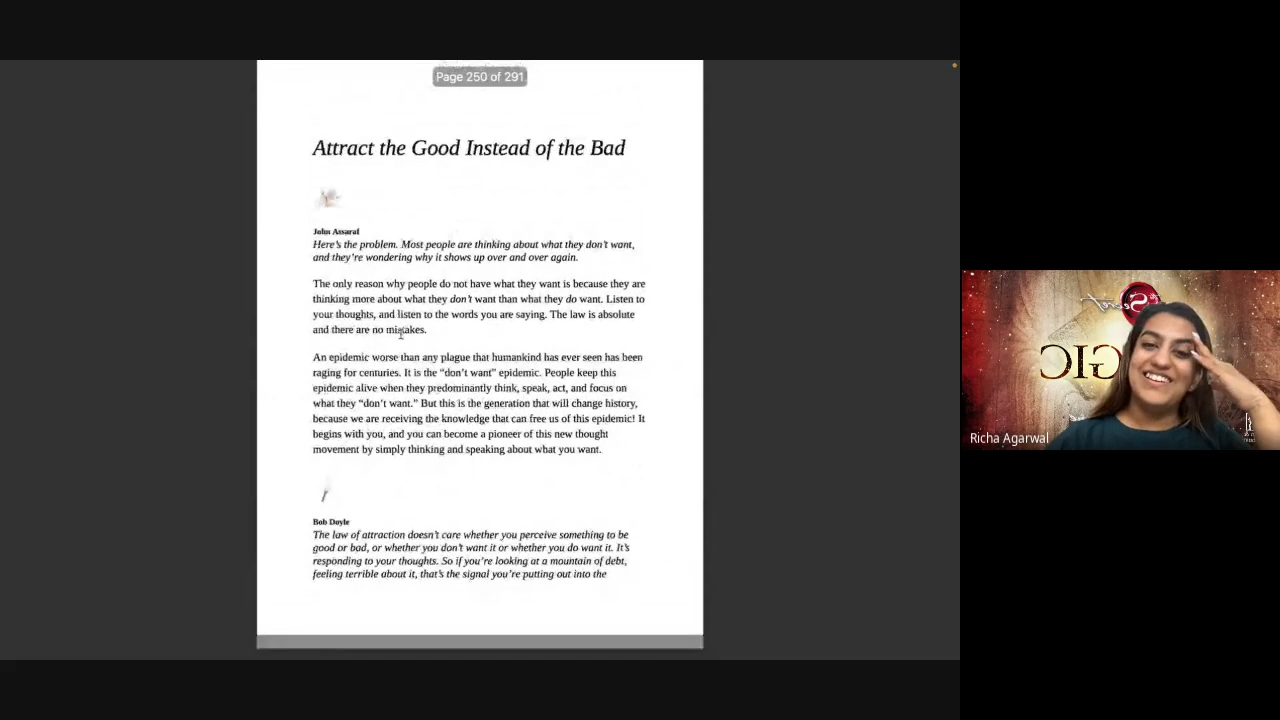 Page 250 of 291
Attract the Good Instead of the Bad
John Assaraf
Here's the problem. Most people are thinking about what they don't want,
and they're wondering why it shows up over and over again.
The only reason why people do not have what they want is because they are
thinking more about what they don't want than what they do want. Listen to
your thoughts, and listen to the words you are saying. The law is absolute
and there are no mistakes.
An epidemic worse than any plague that humankind has ever seen has been
raging for centuries. It is the “don't want” epidemic. People keep this
epidemic alive when they predominantly think, speak, act, and focus on
what they “don't want.” But this is the generation that will change history,
because we are receiving the knowledge that can free us of this epidemic! It
begins with you, and you can become a pioneer of this new thought
movement by simply thinking and speaking about what you want.
Bob Doyle
The law of attraction doesn't care whether you perceive something to be
good or bad, or whether you don't want it or whether you do want it. It's
responding to your thoughts. So if you're looking at a mountain of debt,
feeling terrible about it, that's the signal you're putting out into the
Secret
GIC
Richa Agarwal